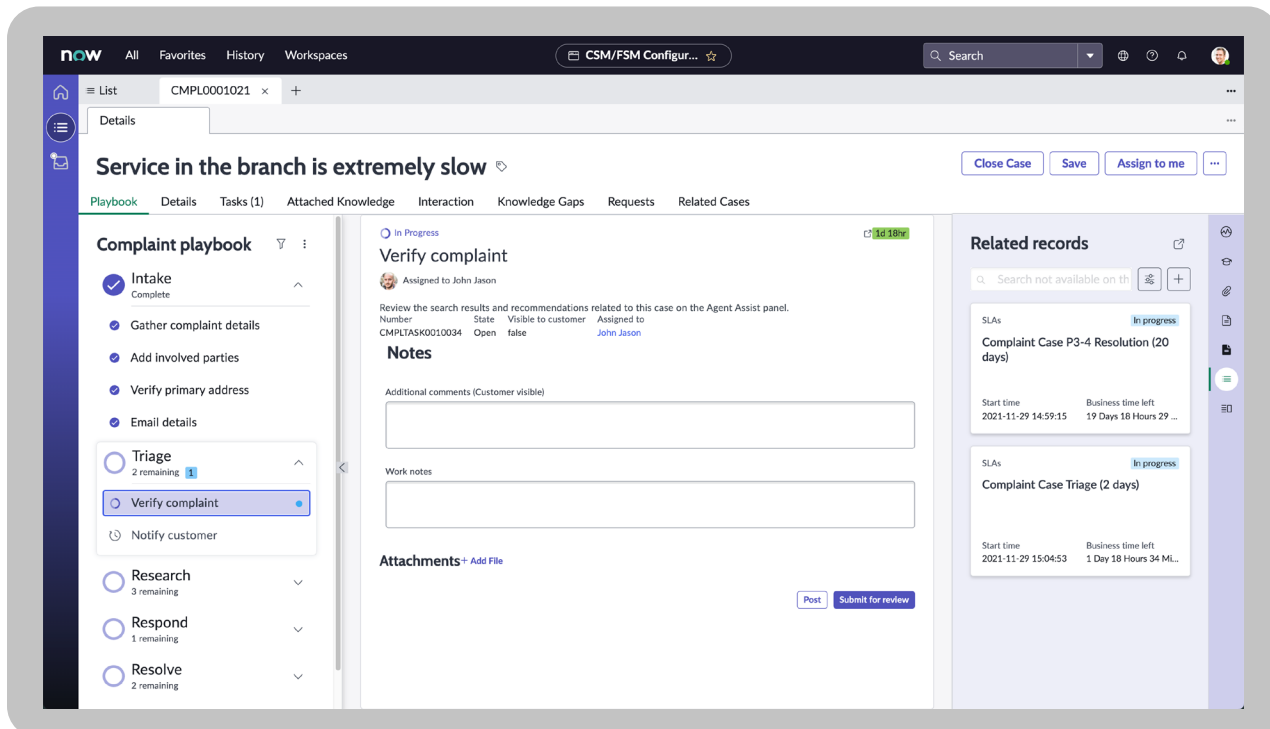 now All Favorites History Workspaces CSM/FSM Configur... Search
List CMPL0001021 × +
Details
Service in the branch is extremely slow
Close Case Save Assign to me
Playbook Details Tasks (1) Attached Knowledge Interaction Knowledge Gaps Requests Related Cases
Complaint playbook
Intake
Complete
Gather complaint details
Add involved parties
Verify primary address
Email details
Triage
2 remaining 1
Verify complaint
Notify customer
Research
3 remaining
Respond
1 remaining
Resolve
2 remaining
In Progress 1d 18hr
Verify complaint
Assigned to John Jason
Review the search results and recommendations related to this case on the Agent Assist panel.
Number State Visible to customer Assigned to
CMPLTASK0010034 Open false John Jason
Notes
Additional comments (Customer visible)
Work notes
Attachments + Add File
Post Submit for review
Related records
Search not available on th
SLAs In progress
Complaint Case P3-4 Resolution (20
days)
Start time Business time left
2021-11-29 14:59:15 19 Days 18 Hours 29 ...
SLAs In progress
Complaint Case Triage (2 days)
Start time Business time left
2021-11-29 15:04:53 1 Day 18 Hours 34 Mi...